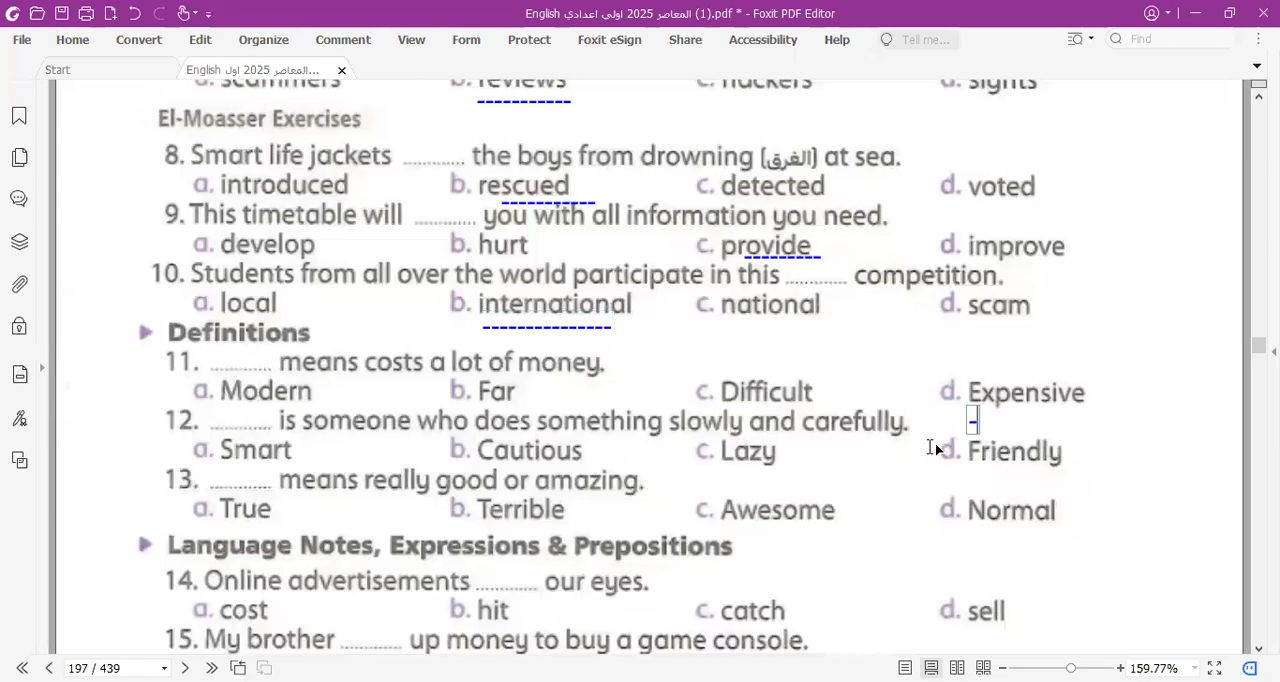 English المعاصر 2025 اولي اعدادي (1).pdf * - Foxit PDF Editor
File Home Convert Edit Organize Comment View Form Protect Foxit eSign Share Accessibility Help Tell me... Find
Start English المعاصر 2025 اول...
a. scammers b. reviews c. hackers d. sights
El-Moasser Exercises
8. Smart life jackets ............ the boys from drowning (الغرق) at sea.
a. introduced b. rescued c. detected d. voted
9. This timetable will ............ you with all information you need.
a. develop b. hurt c. provide d. improve
10. Students from all over the world participate in this ............ competition.
a. local b. international c. national d. scam
Definitions
11. ............ means costs a lot of money.
a. Modern b. Far c. Difficult d. Expensive
12. ............ is someone who does something slowly and carefully.
a. Smart b. Cautious c. Lazy d. Friendly
13. ............ means really good or amazing.
a. True b. Terrible c. Awesome d. Normal
Language Notes, Expressions & Prepositions
14. Online advertisements ............ our eyes.
a. cost b. hit c. catch d. sell
15. My brother ............ up money to buy a game console.
197 / 439 159.77%